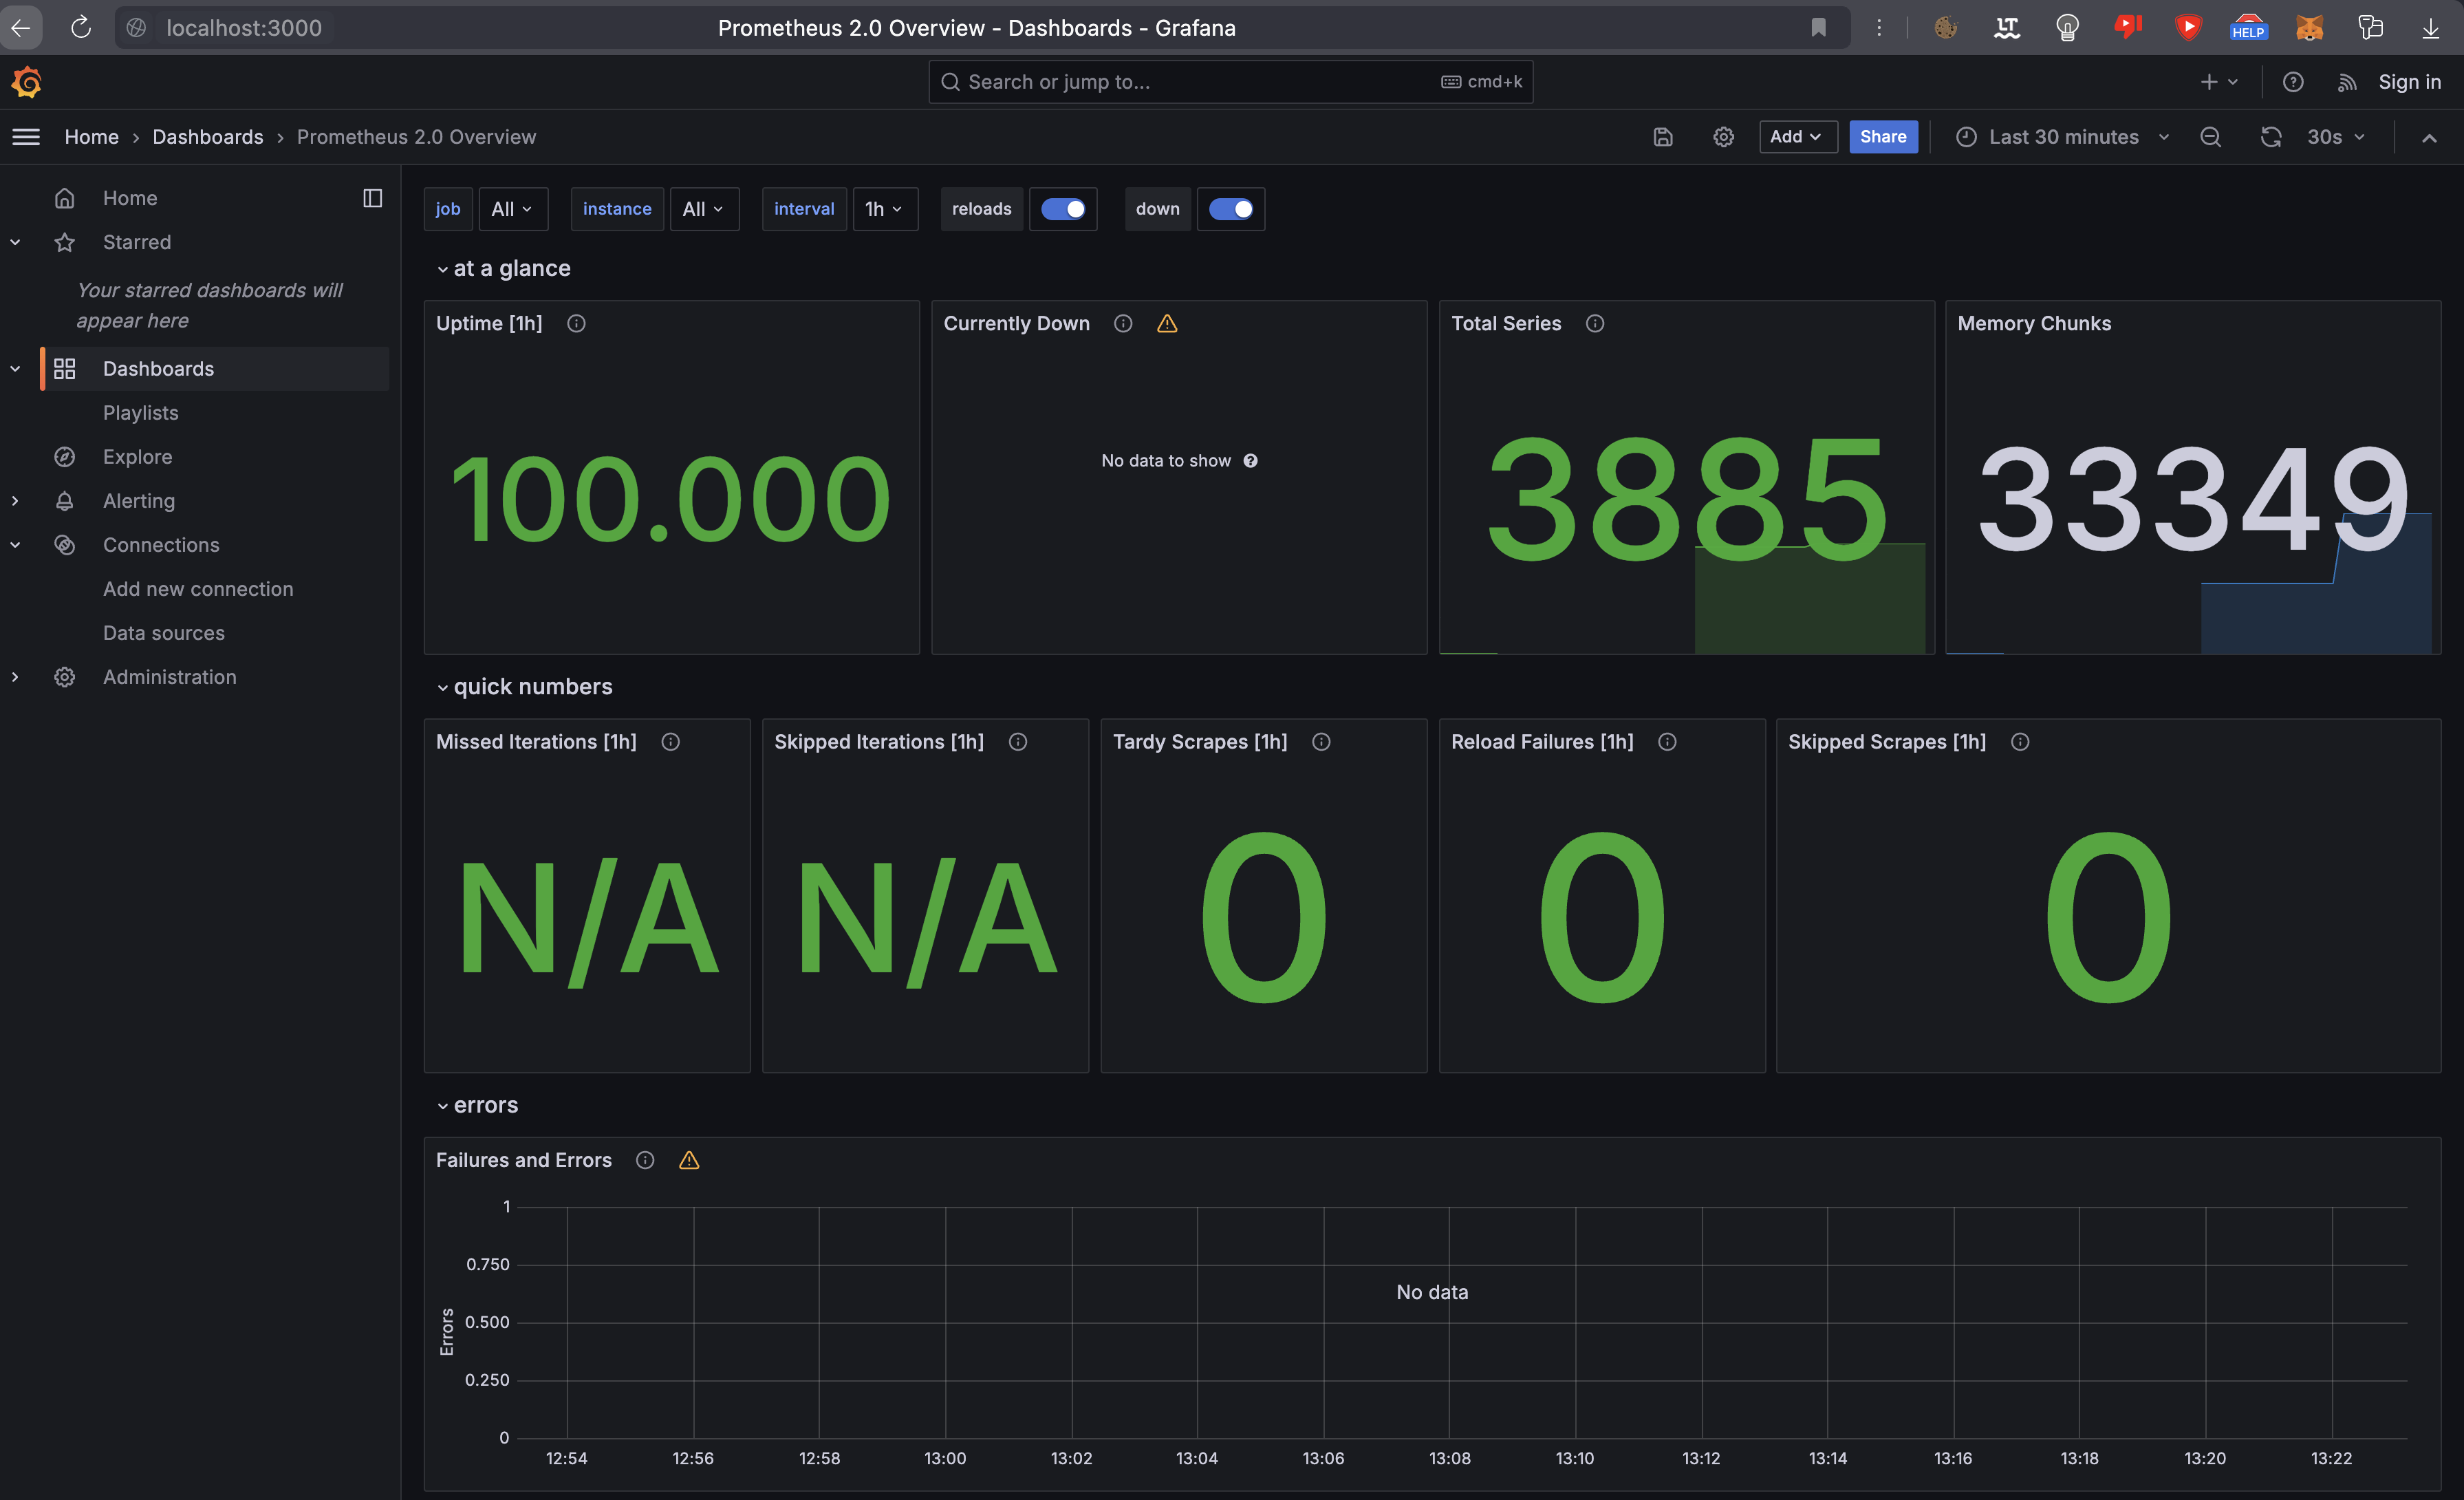 localhost:3000
Prometheus 2.0 Overview - Dashboards - Grafana
LT
HELP
Search or jump to...
cmd+k
Sign in
Home
Dashboards
Prometheus 2.0 Overview
Add
Share
Last 30 minutes
30s
Home
Starred
Your starred dashboards will
appear here
Dashboards
Playlists
Explore
Alerting
Connections
Add new connection
Data sources
Administration
job
All
instance
All
interval
1h
reloads
down
at a glance
Uptime [1h]
100.000
Currently Down
No data to show
Total Series
3885
Memory Chunks
33349
quick numbers
Missed Iterations [1h]
N/A
Skipped Iterations [1h]
N/A
Tardy Scrapes [1h]
0
Reload Failures [1h]
0
Skipped Scrapes [1h]
0
errors
Failures and Errors
1
0.750
0.500
0.250
0
Errors
No data
12:54
12:56
12:58
13:00
13:02
13:04
13:06
13:08
13:10
13:12
13:14
13:16
13:18
13:20
13:22